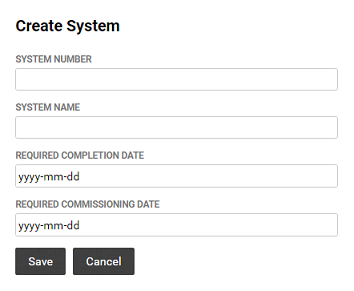 Create System
SYSTEM NUMBER
SYSTEM NAME
REQUIRED COMPLETION DATE
yyyy-mm-dd
REQUIRED COMMISSIONING DATE
yyyy-mm-dd
Save Cancel